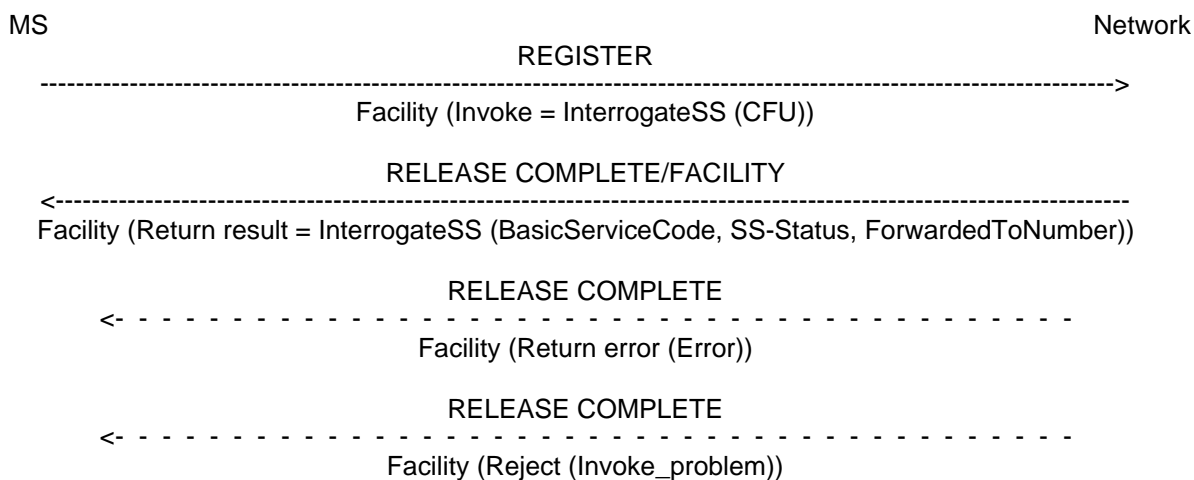 MS Network
REGISTER
Facility (Invoke = InterrogateSS (CFU))
RELEASE COMPLETE/FACILITY
Facility (Return result = InterrogateSS (BasicServiceCode, SS-Status, ForwardedToNumber))
RELEASE COMPLETE
Facility (Return error (Error))
RELEASE COMPLETE
Facility (Reject (Invoke_problem))